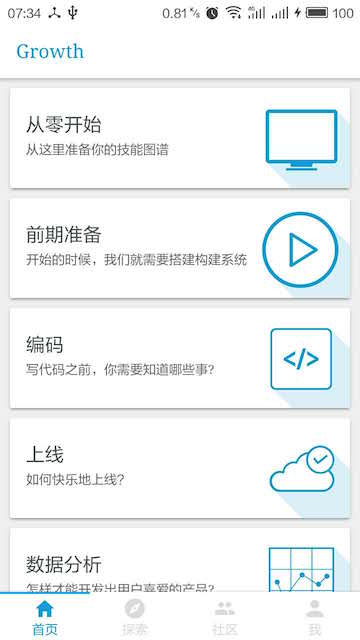 07:34 0.81 K/s 4G 100
Growth
从零开始
从这里准备你的技能图谱
前期准备
开始的时候，我们就需要搭建构建系统
编码
写代码之前，你需要知道哪些事?
</>
上线
如何快乐地上线?
数据分析
怎样才能开发出用户喜爱的产品?
首页 探索 社区 我